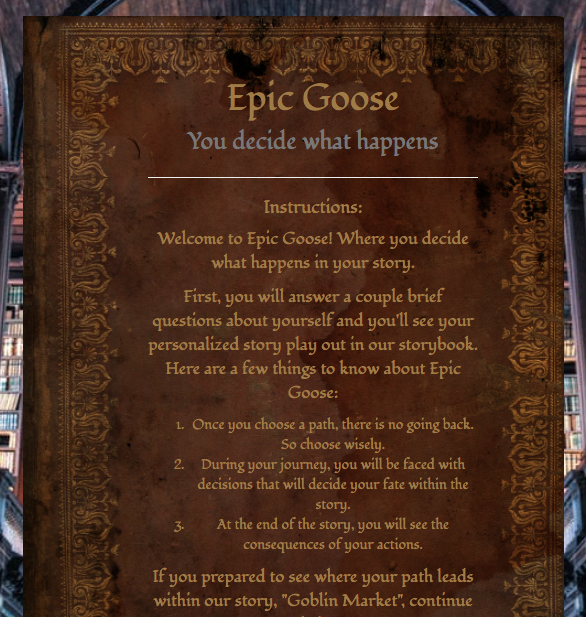 Epic Goose
You decide what happens
Instructions:
Welcome to Epic Goose! Where you decide
what happens in your story.
First, you will answer a couple brief
questions about yourself and you'll see your
personalized story play out in our storybook.
Here are a few things to know about Epic
Goose:
1. Once you choose a path, there is no going back.
So choose wisely.
2. During your journey, you will be faced with
decisions that will decide your fate within the
story.
3. At the end of the story, you will see the
consequences of your actions.
If you prepared to see where your path leads
within our story, "Goblin Market", continue